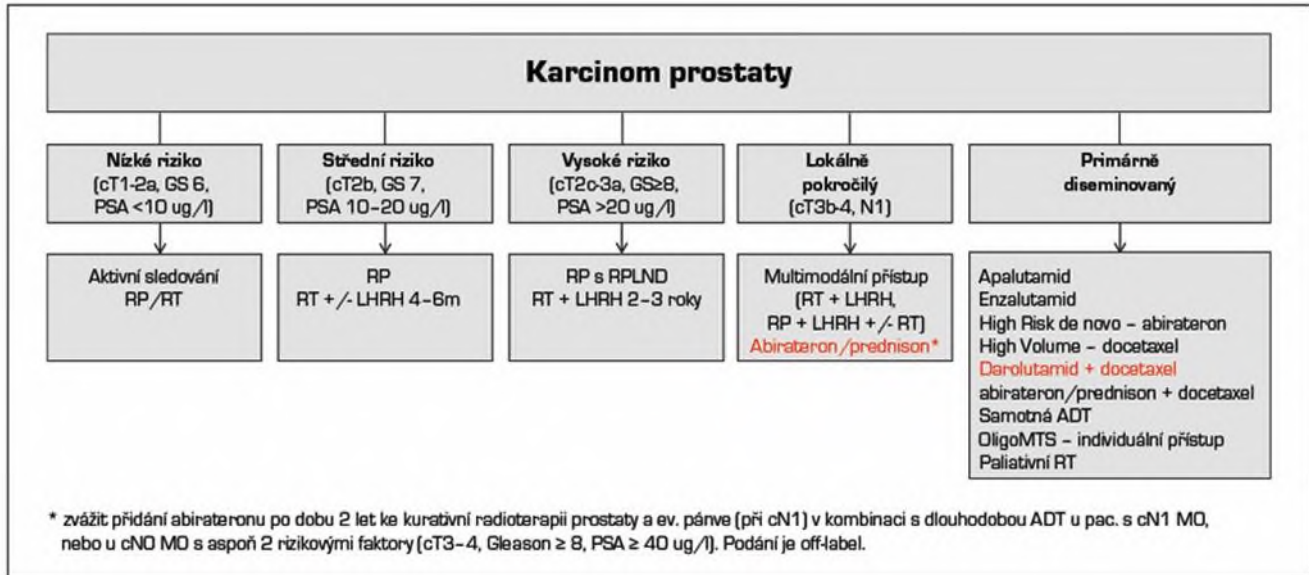 Karcinom prostaty
Nízké riziko
(cT1-2a, GS 6,
PSA <10 ug/l)
Střední riziko
(cT2b, GS 7,
PSA 10–20 ug/l)
Vysoké riziko
(cT2c-3a, GS≥8,
PSA >20 ug/l)
Lokálně
pokročilý
(cT3b-4, N1)
Primárně
diseminovaný
Aktivní sledování
RP/RT
RP
RT +/- LHRH 4–6m
RP s RPLND
RT + LHRH 2–3 roky
Multimodální přístup
(RT + LHRH,
RP + LHRH +/- RT)
Abirateron/prednison*
Apalutamid
Enzalutamid
High Risk de novo – abirateron
High Volume – docetaxel
Darolutamid + docetaxel
abirateron/prednison + docetaxel
Samotná ADT
OligoMTS – individuální přístup
Paliativní RT
* zvážit přidání abirateronu po dobu 2 let ke kurativní radioterapii prostaty a ev. pánve (při cN1) v kombinaci s dlouhodobou ADT u pac. s cN1 M0,
nebo u cN0 M0 s aspoň 2 rizikovými faktory (cT3–4, Gleason ≥ 8, PSA ≥ 40 ug/l). Podání je off-label.